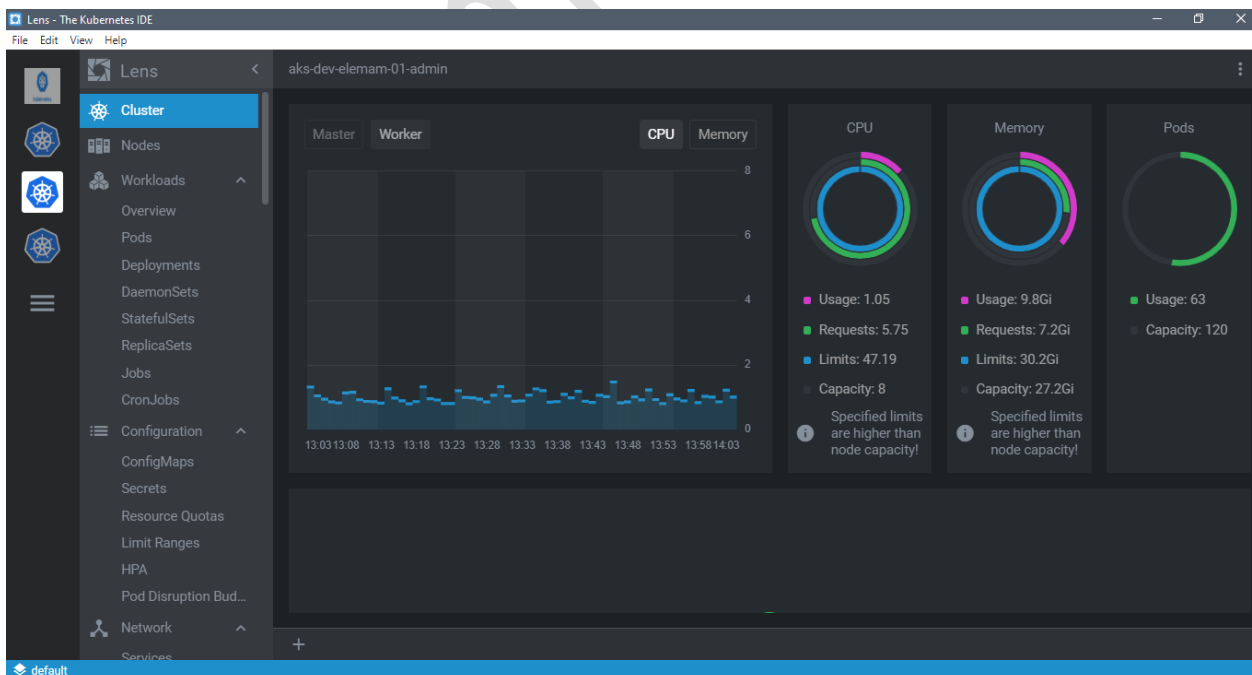 Lens - The Kubernetes IDE
File Edit View Help
Lens
aks-dev-elemam-01-admin
Cluster
Nodes
Workloads
Overview
Pods
Deployments
DaemonSets
StatefulSets
ReplicaSets
Jobs
CronJobs
Configuration
ConfigMaps
Secrets
Resource Quotas
Limit Ranges
HPA
Pod Disruption Bud...
Network
Services
Master Worker
CPU Memory
8
6
4
2
0
13:03 13:08 13:13 13:18 13:23 13:28 13:33 13:38 13:43 13:48 13:53 13:58 14:03
CPU
Usage: 1.05
Requests: 5.75
Limits: 47.19
Capacity: 8
Specified limits
are higher than
node capacity!
Memory
Usage: 9.8Gi
Requests: 7.2Gi
Limits: 30.2Gi
Capacity: 27.2Gi
Specified limits
are higher than
node capacity!
Pods
Usage: 63
Capacity: 120
default